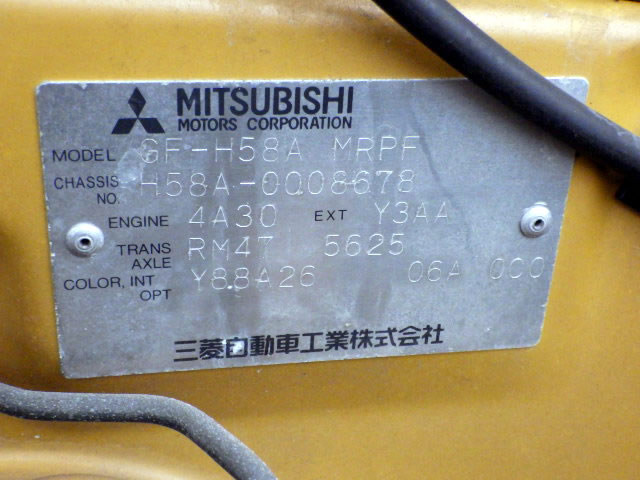 MITSUBISHI
MOTORS CORPORATION
MODEL GF-H58A MRPF
CHASSIS NO. H58A-0008678
ENGINE 4A30 EXT Y3AA
TRANS AXLE RM4T 5625
COLOR, INT OPT Y88A26 06A 0C0
三菱自動車工業株式会社